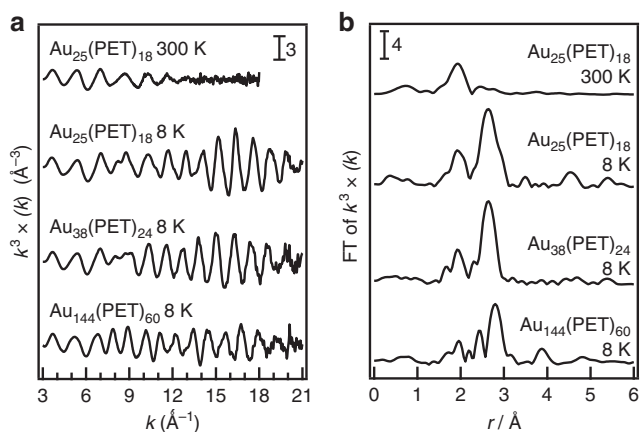 a
Au25(PET)18 300 K
3
Au25(PET)18 8 K
Au38(PET)24 8 K
Au144(PET)60 8 K
k3 × (k) (Å−3)
3 6 9 12 15 18 21
k (Å−1)
b
4
Au25(PET)18
300 K
Au25(PET)18
8 K
Au38(PET)24
8 K
Au144(PET)60
8 K
FT of k3 × (k)
0 1 2 3 4 5 6
r / Å